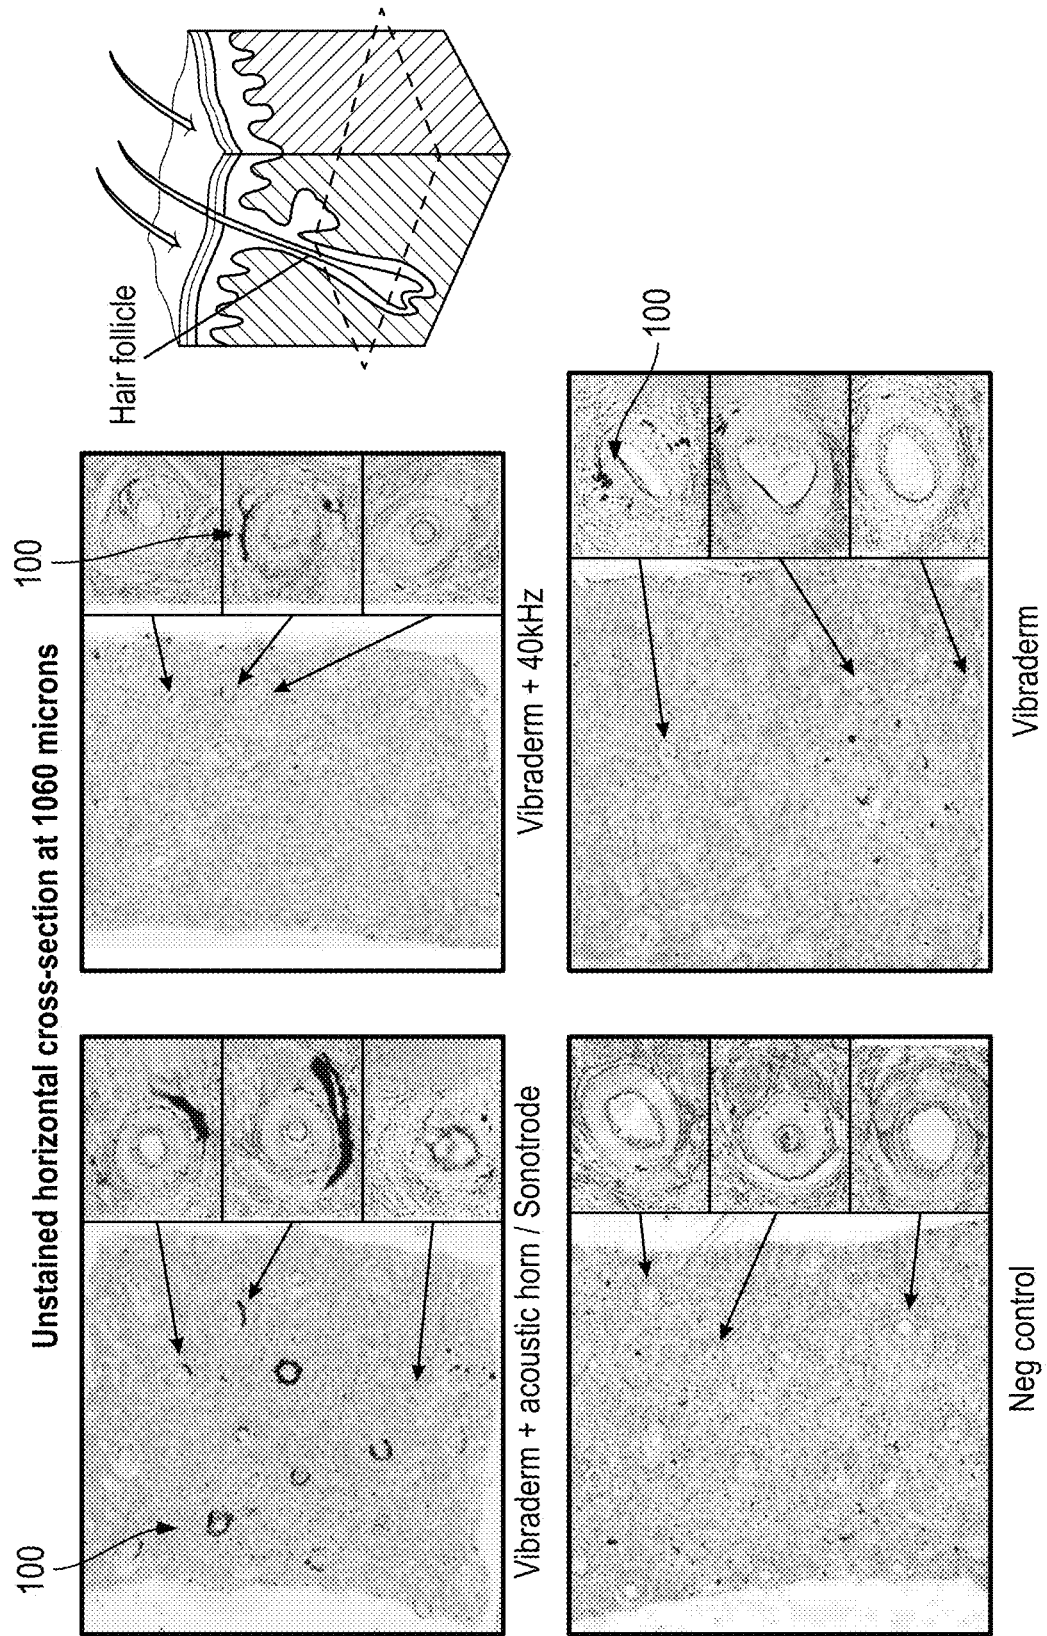 Unstained horizontal cross-section at 1060 microns
100
100
Hair follicle
Vibraderm + acoustic horn / Sonotrode
Vibraderm + 40kHz
100
Neg control
Vibraderm